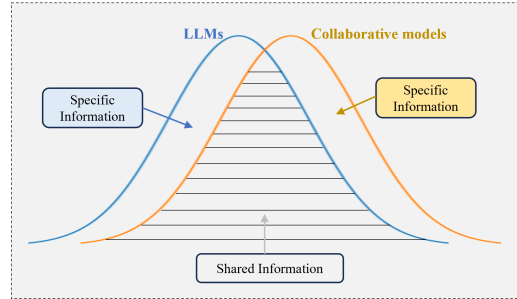 LLMs
Collaborative models
Specific
Information
Specific
Information
Shared Information